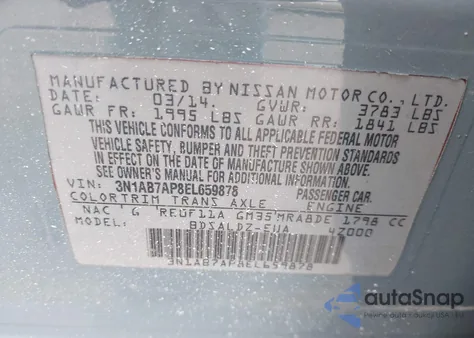 MANUFACTURED BY NISSAN MOTOR CO., LTD.
DATE: 03/14. GVWR: 3783 LBS
GAWR FR: 1995 LBS GAWR RR: 1841 LBS
THIS VEHICLE CONFORMS TO ALL APPLICABLE FEDERAL MOTOR
VEHICLE SAFETY, BUMPER AND THEFT PREVENTION STANDARDS
IN EFFECT ON THE DATE OF MANUFACTURE SHOWN ABOVE.
SEE OWNER'S MANUAL FOR ADDITIONAL INFORMATION.
VIN: 3N1AB7AP8EL659878 PASSENGER CAR.
COLOR TRIM TRANS AXLE ENGINE
NAC G RE0F11A GM35 MRA8DE 1798 CC
BDSALDZ-EUA 4Z000
3N1AB7AP8EL659878
autoSnap